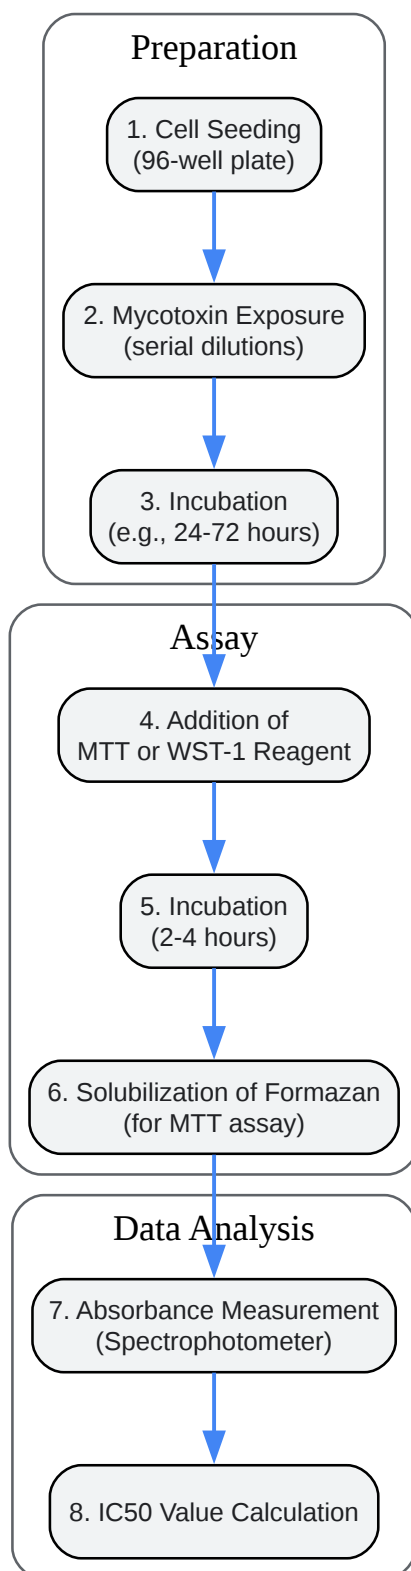 Preparation
1. Cell Seeding
(96-well plate)
2. Mycotoxin Exposure
(serial dilutions)
3. Incubation
(e.g., 24-72 hours)
Assay
4. Addition of
MTT or WST-1 Reagent
5. Incubation
(2-4 hours)
6. Solubilization of Formazan
(for MTT assay)
Data Analysis
7. Absorbance Measurement
(Spectrophotometer)
8. IC50 Value Calculation